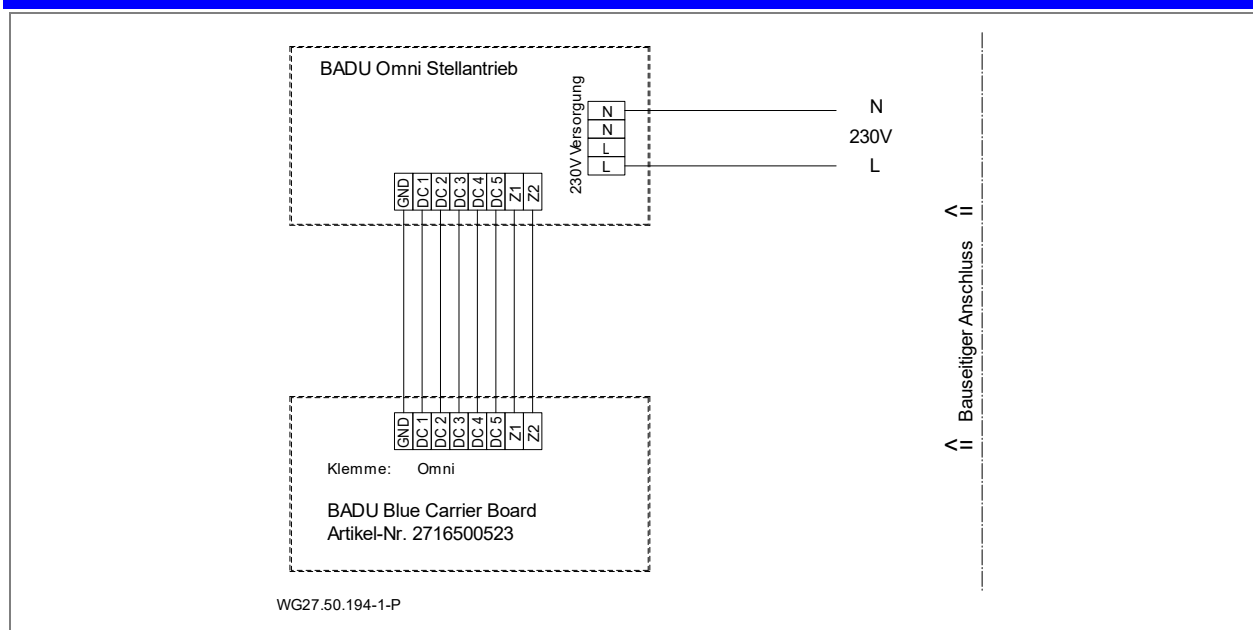 BADU Omni Stellantrieb
230V Versorgung
N
N
L
L
N
230V
L
GND DC 1 DC 2 DC 3 DC 4 DC 5 Z1 Z2
<= Bauseitiger Anschluss <=
GND DC 1 DC 2 DC 3 DC 4 DC 5 Z1 Z2
Klemme: Omni
BADU Blue Carrier Board
Artikel-Nr. 2716500523
WG27.50.194-1-P